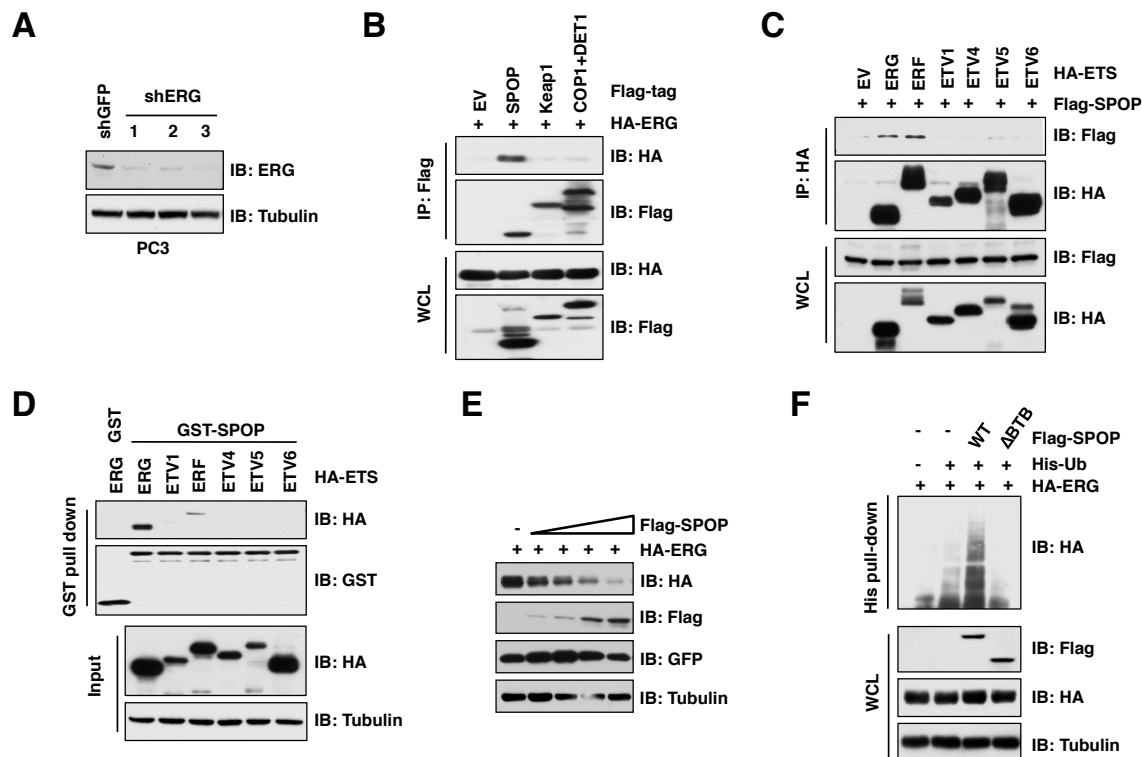 A
shGFP
shERG
1 2 3
IB: ERG
IB: Tubulin
PC3
B
EV
SPOP
Keap1
COP1+DET1
Flag-tag
+ + + + HA-ERG
IP: Flag
IB: HA
IB: Flag
WCL
IB: HA
IB: Flag
C
EV
ERG
ERF
ETV1
ETV4
ETV5
ETV6
HA-ETS
+ + + + + + + Flag-SPOP
IP: HA
IB: Flag
IB: HA
WCL
IB: Flag
IB: HA
D
GST
GST-SPOP
ERG
ERG
ETV1
ERF
ETV4
ETV5
ETV6
HA-ETS
GST pull down
IB: HA
IB: GST
Input
IB: HA
IB: Tubulin
E
- Flag-SPOP
+ + + + + HA-ERG
IB: HA
IB: Flag
IB: GFP
IB: Tubulin
F
- - WT ΔBTB Flag-SPOP
- + + + His-Ub
+ + + + HA-ERG
His pull-down
IB: HA
WCL
IB: Flag
IB: HA
IB: Tubulin